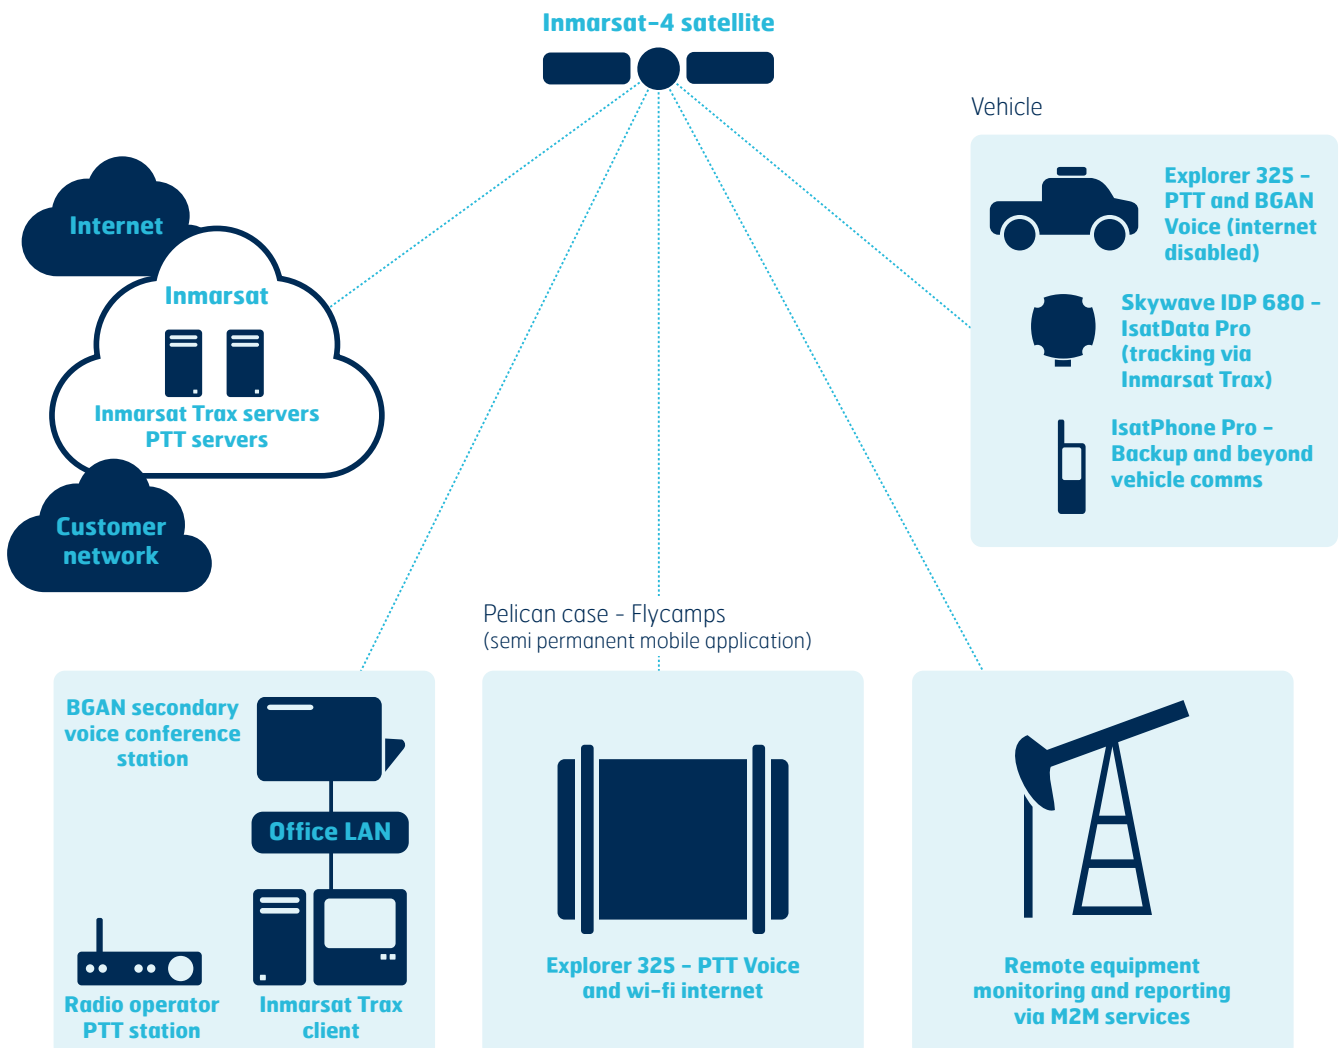 Inmarsat-4 satellite
Vehicle
Explorer 325 -
PTT and BGAN
Voice (internet
disabled)
Skywave IDP 680 -
IsatData Pro
(tracking via
Inmarsat Trax)
IsatPhone Pro -
Backup and beyond
vehicle comms
Internet
Inmarsat
Inmarsat Trax servers
PTT servers
Customer
network
BGAN secondary
voice conference
station
Office LAN
Radio operator
PTT station
Inmarsat Trax
client
Pelican case - Flycamps
(semi permanent mobile application)
Explorer 325 - PTT Voice
and wi-fi internet
Remote equipment
monitoring and reporting
via M2M services